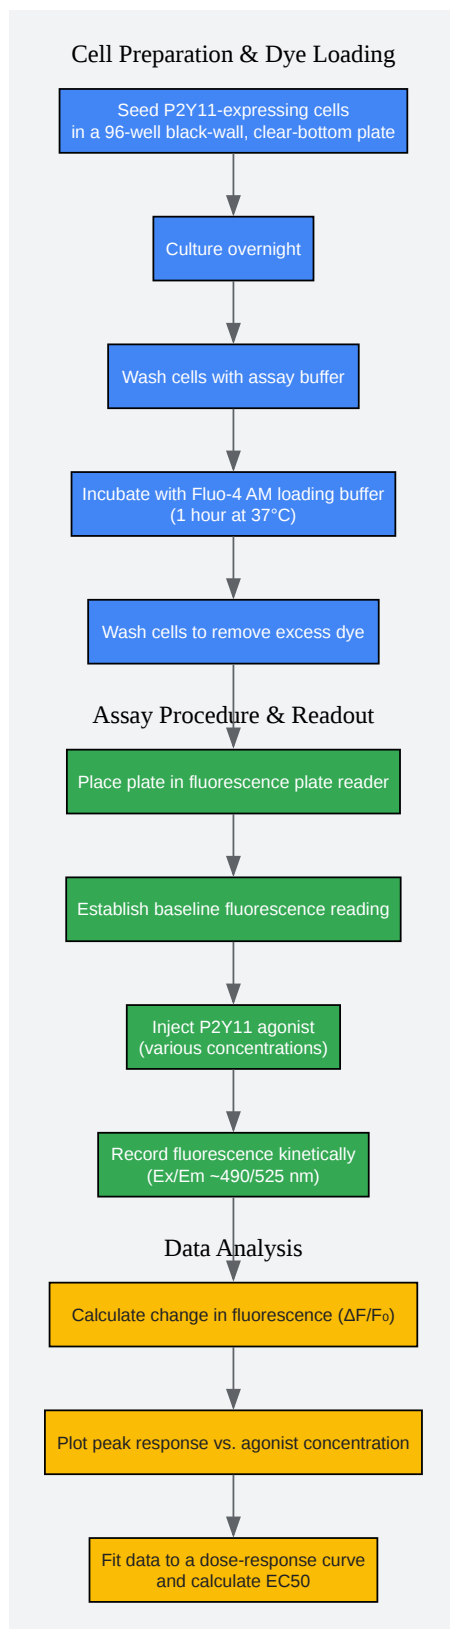 Cell Preparation & Dye Loading
Seed P2Y11-expressing cells
in a 96-well black-wall, clear-bottom plate
Culture overnight
Wash cells with assay buffer
Incubate with Fluo-4 AM loading buffer
(1 hour at 37°C)
Wash cells to remove excess dye
Assay Procedure & Readout
Place plate in fluorescence plate reader
Establish baseline fluorescence reading
Inject P2Y11 agonist
(various concentrations)
Record fluorescence kinetically
(Ex/Em ~490/525 nm)
Data Analysis
Calculate change in fluorescence (ΔF/F₀)
Plot peak response vs. agonist concentration
Fit data to a dose-response curve
and calculate EC50